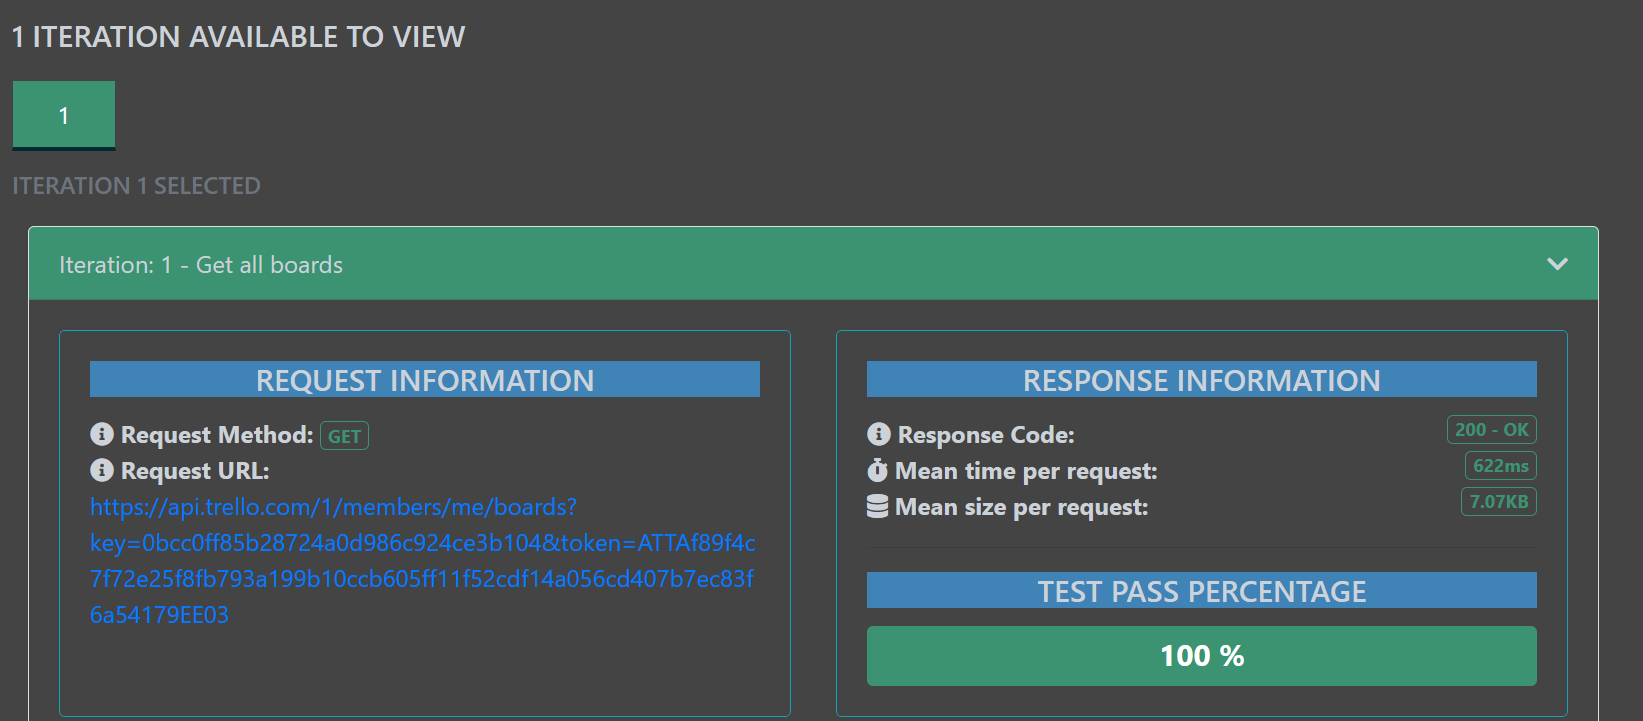 1 ITERATION AVAILABLE TO VIEW
1
ITERATION 1 SELECTED
Iteration: 1 - Get all boards
REQUEST INFORMATION
Request Method: GET
Request URL:
https://api.trello.com/1/members/me/boards?
key=0bcc0ff85b28724a0d986c924ce3b104&token=ATTAf89f4c
7f72e25f8fb793a199b10ccb605ff11f52cdf14a056cd407b7ec83f
6a54179EE03
RESPONSE INFORMATION
Response Code: 200 - OK
Mean time per request: 622ms
Mean size per request: 7.07KB
TEST PASS PERCENTAGE
100 %